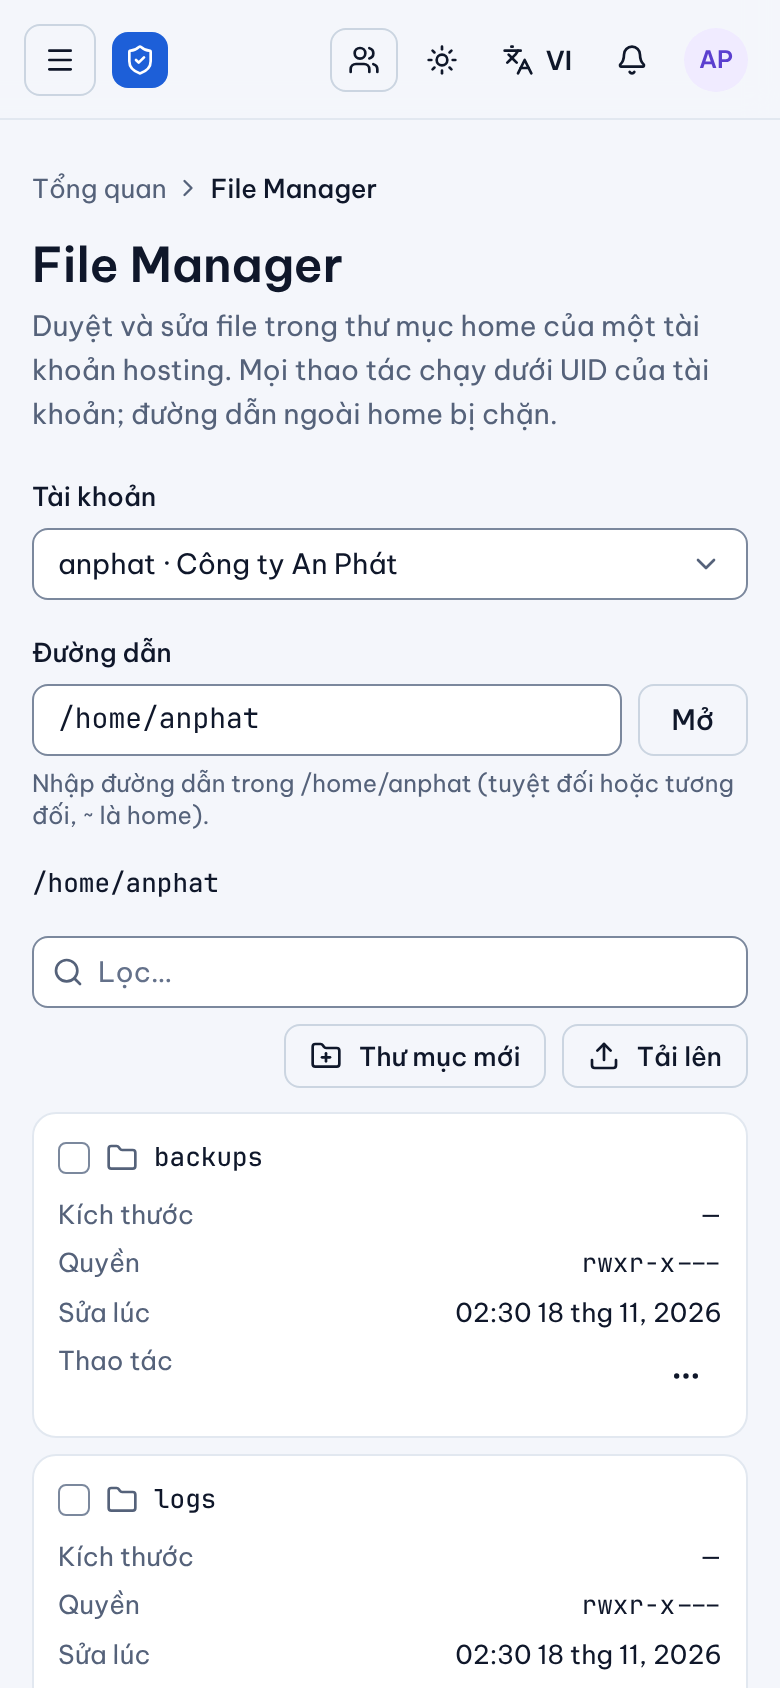 VI
AP
Tổng quan > File Manager
File Manager
Duyệt và sửa file trong thư mục home của một tài
khoản hosting. Mọi thao tác chạy dưới UID của tài
khoản; đường dẫn ngoài home bị chặn.
Tài khoản
anphat · Công ty An Phát
Đường dẫn
/home/anphat
Mở
Nhập đường dẫn trong /home/anphat (tuyệt đối hoặc tương
đối, ~ là home).
/home/anphat
Lọc...
Thư mục mới
Tải lên
backups
Kích thước —
Quyền rwxr-x---
Sửa lúc 02:30 18 thg 11, 2026
Thao tác ...
logs
Kích thước —
Quyền rwxr-x---
Sửa lúc 02:30 18 thg 11, 2026